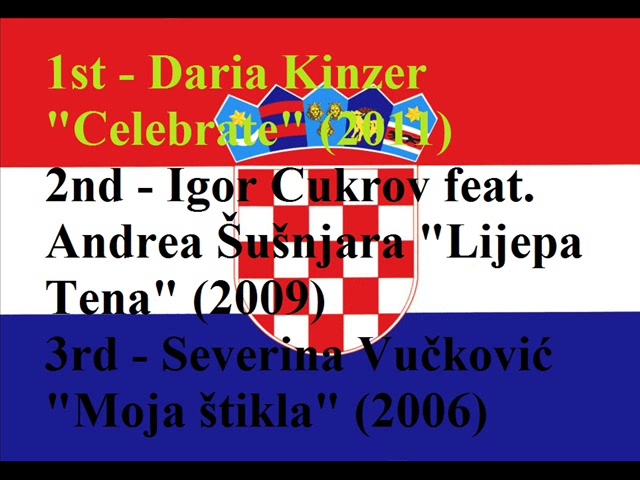 1st - Daria Kinzer
"Celebrate" (2011)
2nd - Igor Cukrov feat.
Andrea Šušnjara "Lijepa
Tena" (2009)
3rd - Severina Vučković
"Moja štikla" (2006)